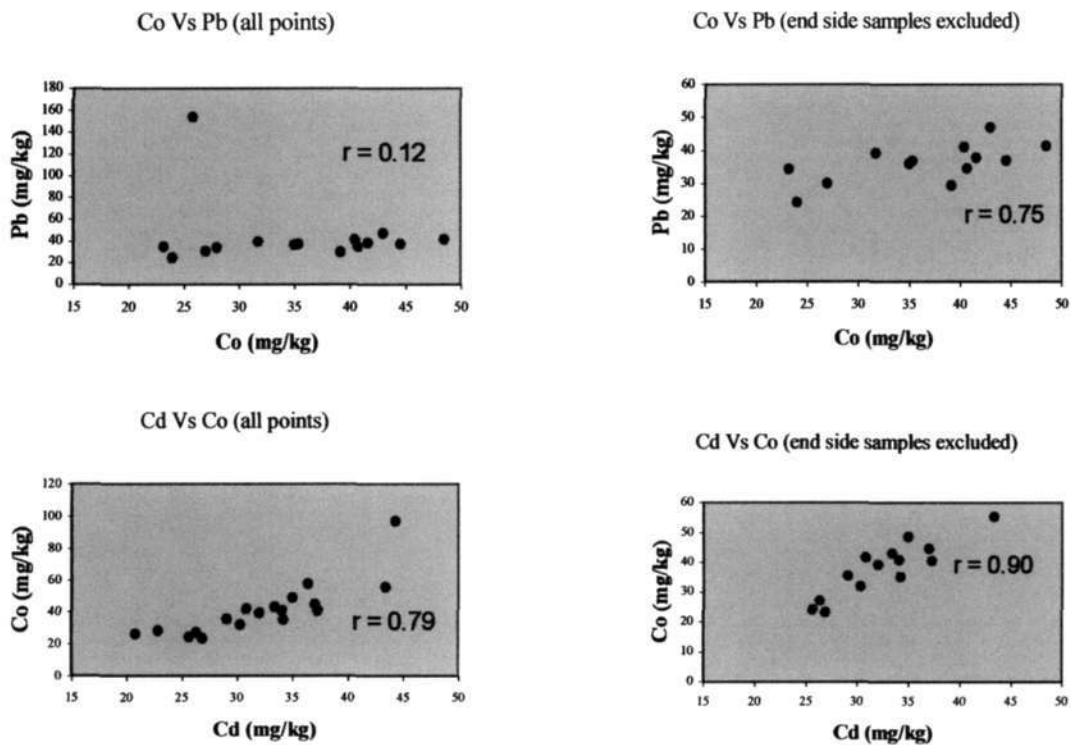 Co Vs Pb (all points)
Pb (mg/kg)
180
160
140
120
100
80
60
40
20
0
r = 0.12
15 20 25 30 35 40 45 50
Co (mg/kg)
Co Vs Pb (end side samples excluded)
Pb (mg/kg)
60
50
40
30
20
10
0
r = 0.75
15 20 25 30 35 40 45 50
Co (mg/kg)
Cd Vs Co (all points)
Co (mg/kg)
120
100
80
60
40
20
0
r = 0.79
15 20 25 30 35 40 45 50
Cd (mg/kg)
Cd Vs Co (end side samples excluded)
Co (mg/kg)
60
50
40
30
20
10
0
r = 0.90
15 20 25 30 35 40 45 50
Cd (mg/kg)